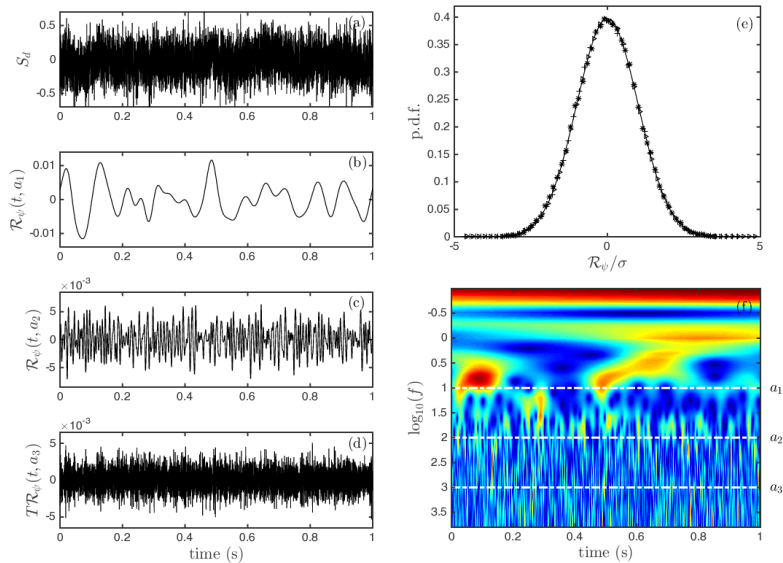 (a)
S_d
0.5
0
-0.5
0 0.2 0.4 0.6 0.8 1
(b)
R_ψ(t, a_1)
0.01
0
-0.01
0 0.2 0.4 0.6 0.8 1
×10^-3
(c)
R_ψ(t, a_2)
5
0
-5
0 0.2 0.4 0.6 0.8 1
×10^-3
(d)
TR_ψ(t, a_3)
5
0
-5
0 0.2 0.4 0.6 0.8 1
time (s)
(e)
p.d.f.
0.4
0.35
0.3
0.25
0.2
0.15
0.1
0.05
0
-5 0 5
R_ψ/σ
(f)
log_10(f)
-0.5
0
0.5
1
1.5
2
2.5
3
3.5
a_1
a_2
a_3
0 0.2 0.4 0.6 0.8 1
time (s)